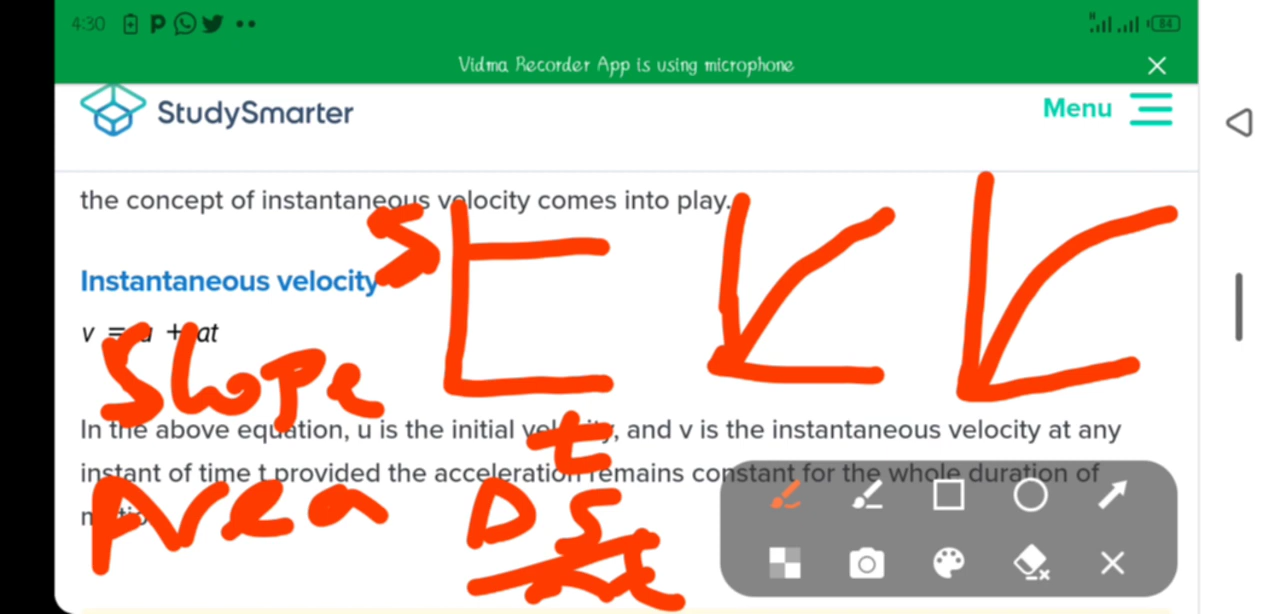 4:30 84
Vidma Recorder App is using microphone
StudySmarter
Menu
the concept of instantaneous velocity comes into play.
S
Instantaneous velocity
v = u + at
Slope
In the above equation, u is the initial velocity, and v is the instantaneous velocity at any
t
instant of time t provided the acceleration remains constant for the whole duration of
Area
D S
t